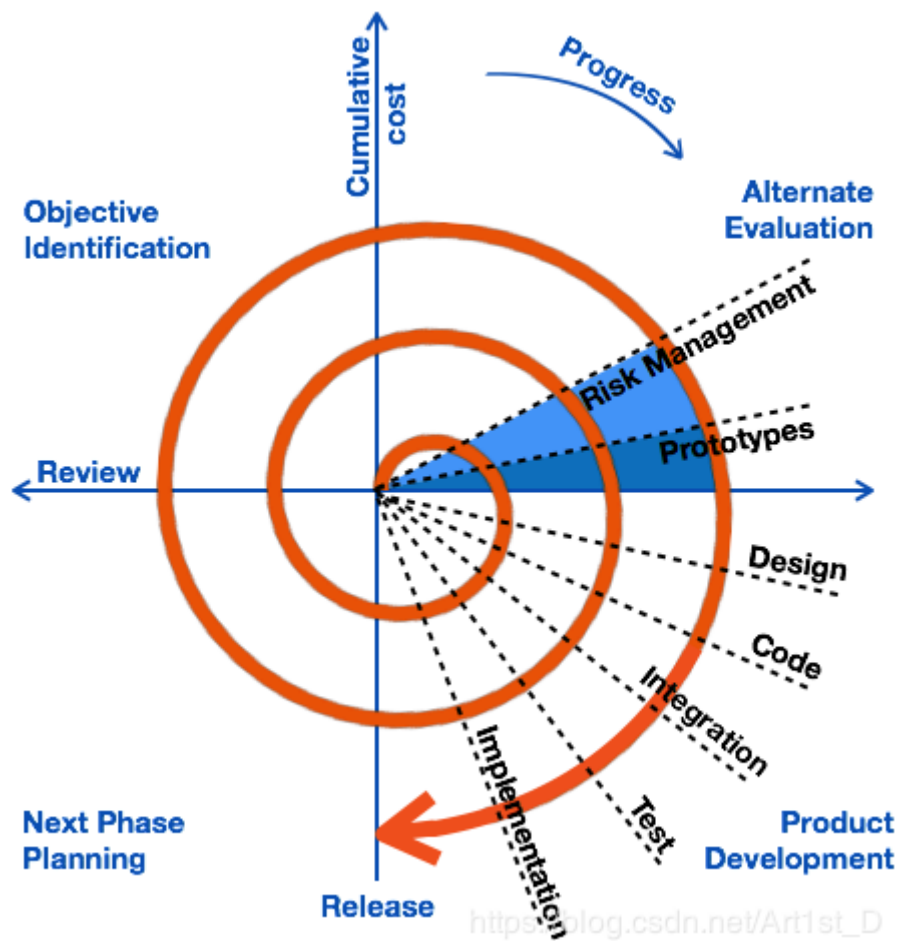 Cumulative
cost
Progress
Objective
Identification
Alternate
Evaluation
Risk Management
Prototypes
Review
Design
Code
Integration
Test
Implementation
Next Phase
Planning
Product
Development
Release
https://blog.csdn.net/Art1st_D